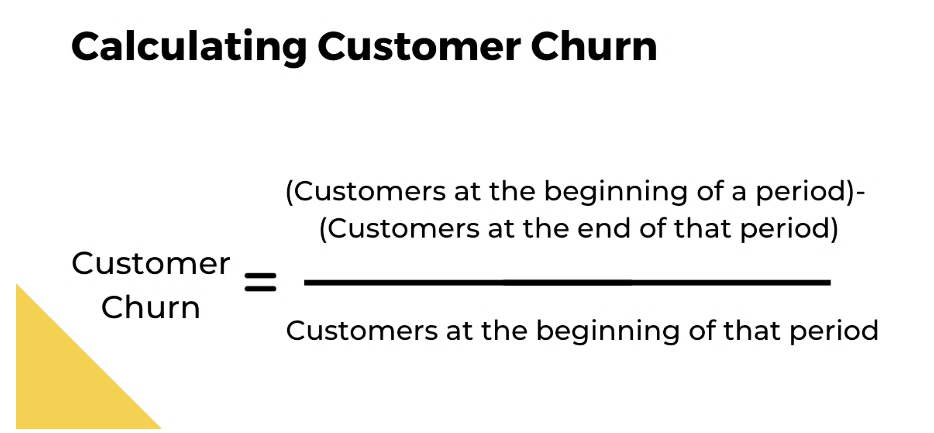 Calculating Customer Churn
(Customers at the beginning of a period)-
(Customers at the end of that period)
Customer
Churn
=
Customers at the beginning of that period